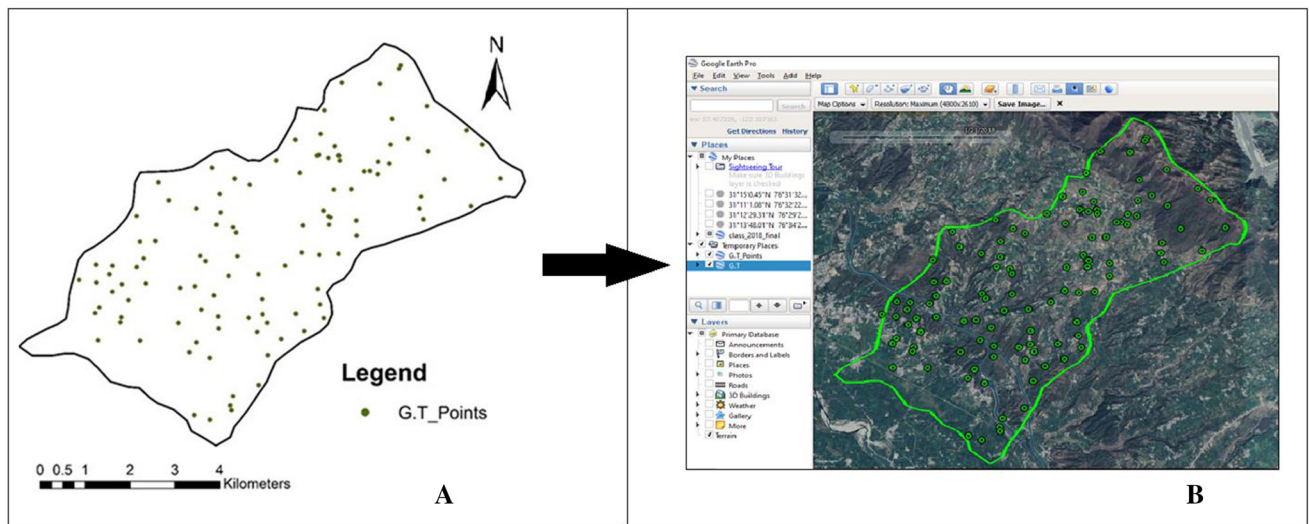 N
Legend
G.T_Points
0 0.5 1 2 3 4
Kilometers
A
Google Earth Pro
File Edit View Tools Add Help
Search
Search
Get Directions History
Places
My Places
Sightseeing Tour
Make sure 3D Buildings
layer is checked
31°15'0.45"N 76°31'32...
31°11'1.08"N 76°32'22...
31°12'29.31"N 76°29'2...
31°13'48.01"N 76°34'2...
class_2018_final
Temporary Places
G.T_Points
G.T
Layers
Primary Database
Announcements
Borders and Labels
Places
Photos
Roads
3D Buildings
Weather
Gallery
More
Terrain
Map Options Resolution: Maximum (4800x2610) Save Image...
B